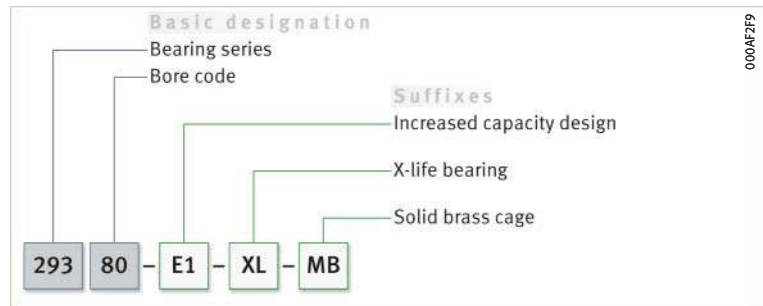 Basic designation
Bearing series
Bore code
Suffixes
Increased capacity design
X-life bearing
Solid brass cage
293 80 – E1 – XL – MB
000AF2F9